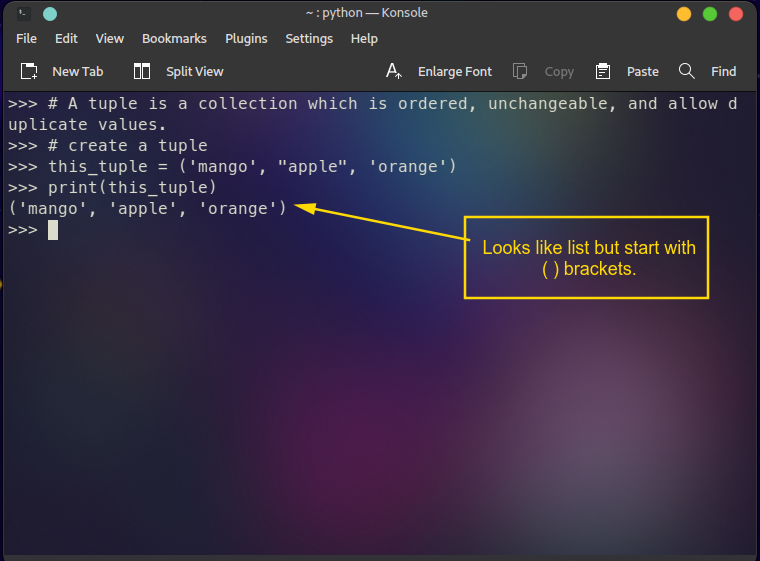 ~ : python — Konsole
File Edit View Bookmarks Plugins Settings Help
New Tab Split View Enlarge Font Copy Paste Find
>>> # A tuple is a collection which is ordered, unchangeable, and allow d
uplicate values.
>>> # create a tuple
>>> this_tuple = ('mango', "apple", 'orange')
>>> print(this_tuple)
('mango', 'apple', 'orange')
>>>
Looks like list but start with
( ) brackets.